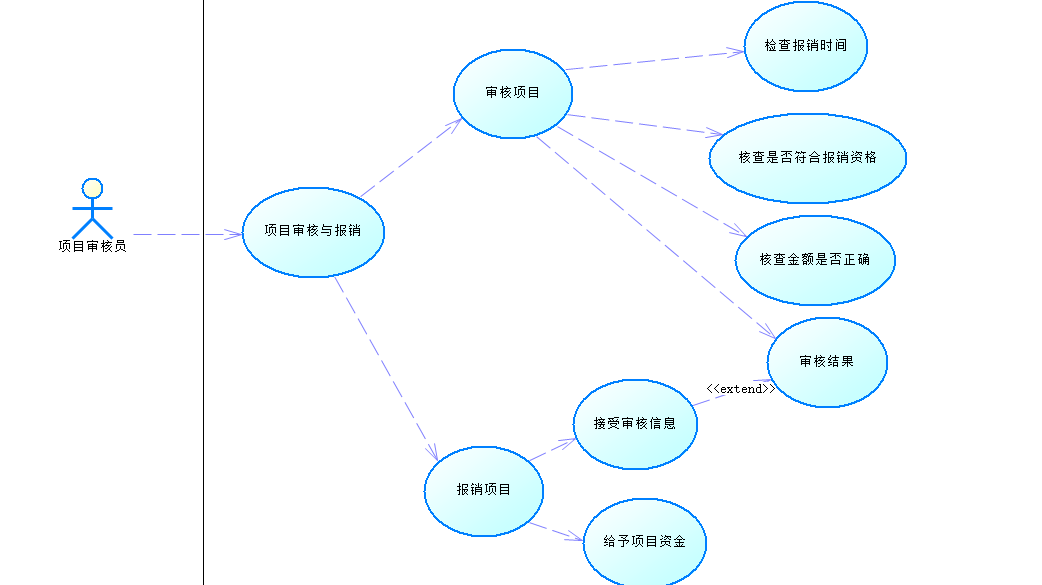 检查报销时间
审核项目
核查是否符合报销资格
项目审核员
项目审核与报销
核查金额是否正确
审核结果
<<extend>>
接受审核信息
报销项目
给予项目资金